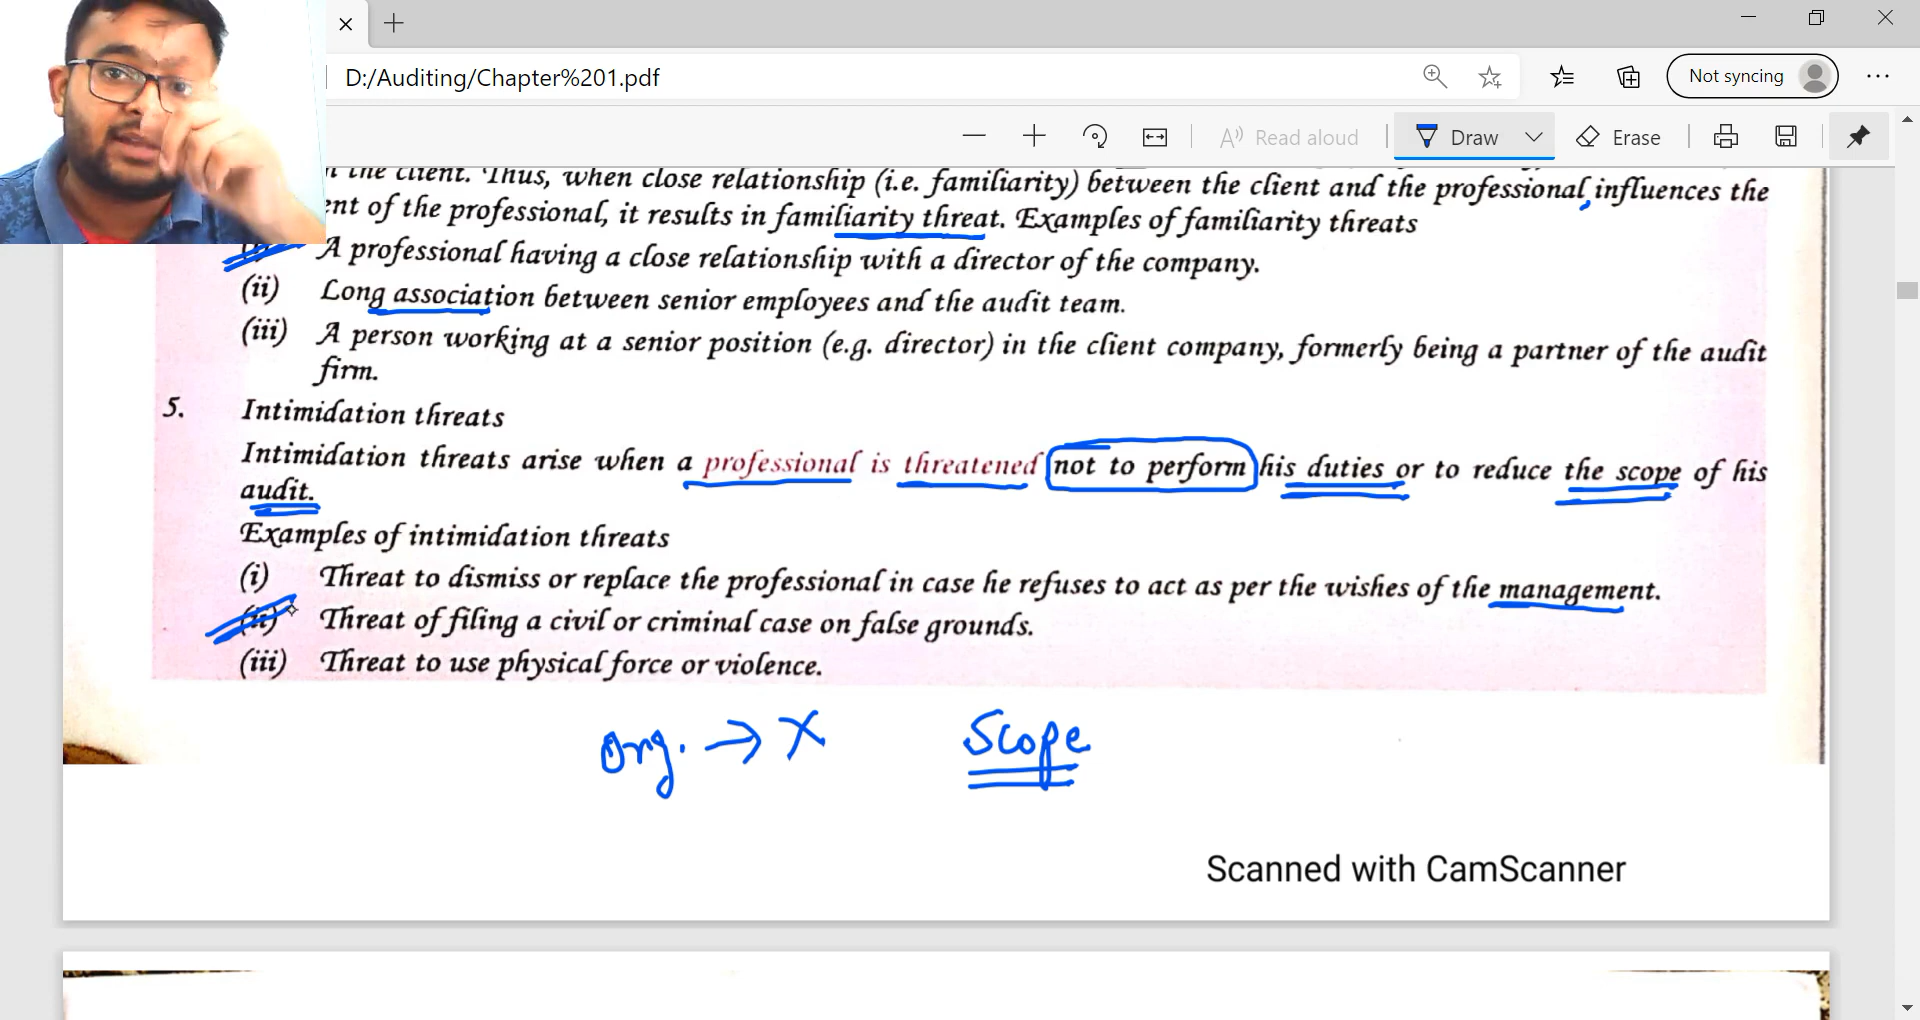 D:/Auditing/Chapter%201.pdf
Not syncing
Read aloud
Draw
Erase
the client. Thus, when close relationship (i.e. familiarity) between the client and the professional influences the
of the professional, it results in familiarity threat. Examples of familiarity threats
A professional having a close relationship with a director of the company.
(ii) Long association between senior employees and the audit team.
(iii) A person working at a senior position (e.g. director) in the client company, formerly being a partner of the audit
firm.
5. Intimidation threats
Intimidation threats arise when a professional is threatened not to perform his duties or to reduce the scope of his
audit.
Examples of intimidation threats
(i) Threat to dismiss or replace the professional in case he refuses to act as per the wishes of the management.
(ii) Threat of filing a civil or criminal case on false grounds.
(iii) Threat to use physical force or violence.
Org. → X Scope
Scanned with CamScanner